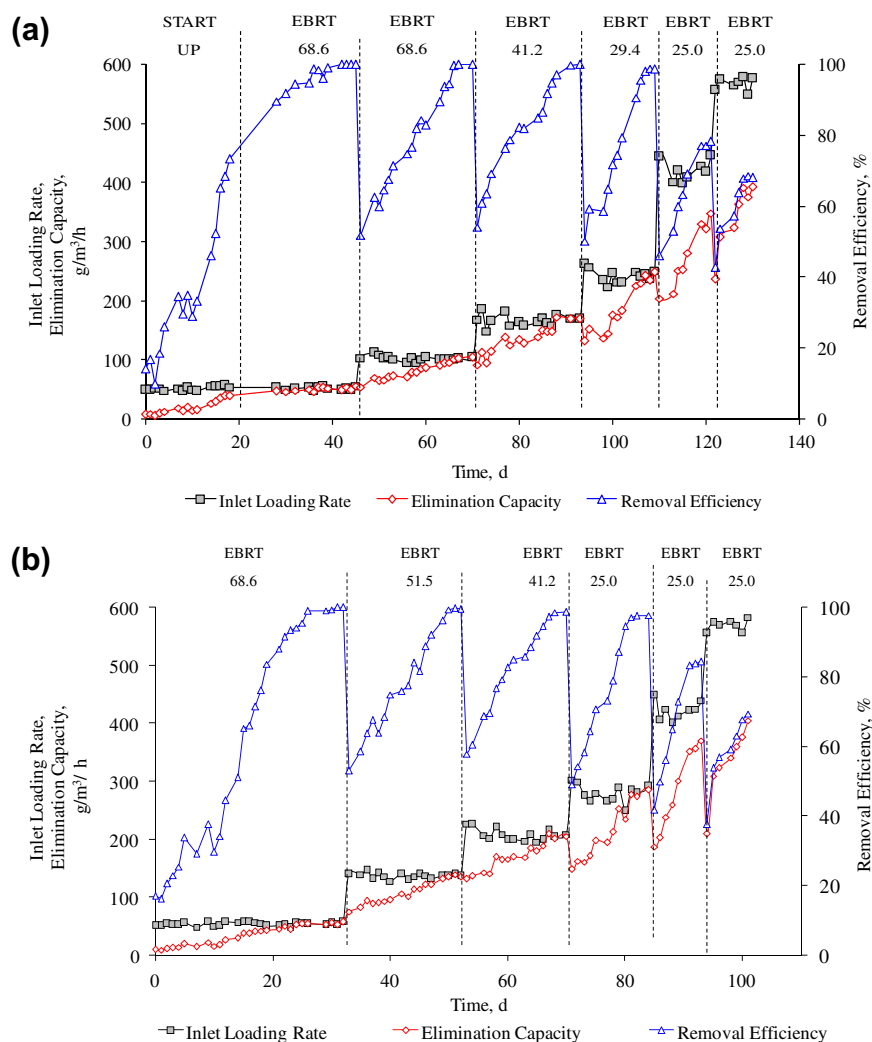 (a)
START UP
EBRT 68.6
EBRT 68.6
EBRT 41.2
EBRT 29.4
EBRT 25.0
EBRT 25.0
Inlet Loading Rate,
Elimination Capacity,
g/m³/h
600
500
400
300
200
100
0
100
80
60
40
20
0
Removal Efficiency, %
0 20 40 60 80 100 120 140
Time, d
Inlet Loading Rate Elimination Capacity Removal Efficiency
(b)
EBRT 68.6
EBRT 51.5
EBRT 41.2
EBRT 25.0
EBRT 25.0
EBRT 25.0
Inlet Loading Rate,
Elimination Capacity,
g/m³/ h
600
500
400
300
200
100
0
100
80
60
40
20
0
Removal Efficiency, %
0 20 40 60 80 100
Time, d
Inlet Loading Rate Elimination Capacity Removal Efficiency